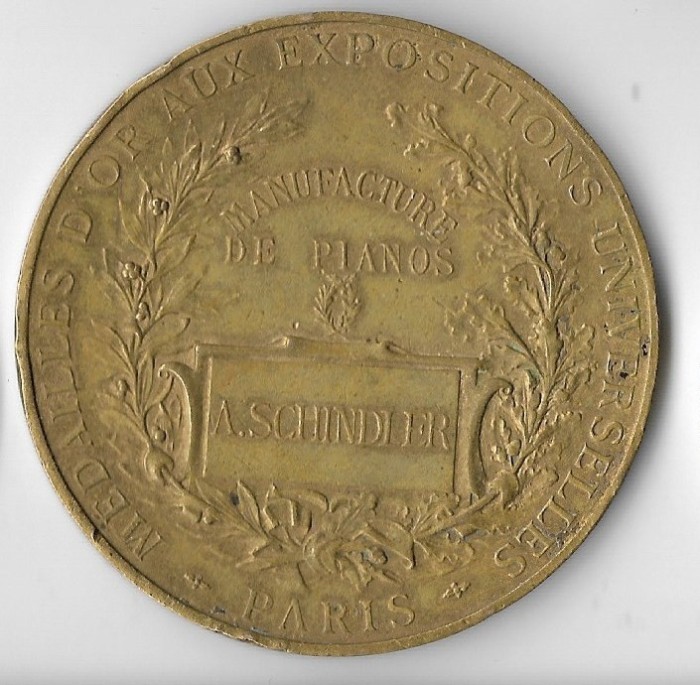 MEDAILLES D'OR AUX EXPOSITIONS UNIVERSELLES
MANUFACTURE
DE PIANOS
A. SCHINDLER
PARIS